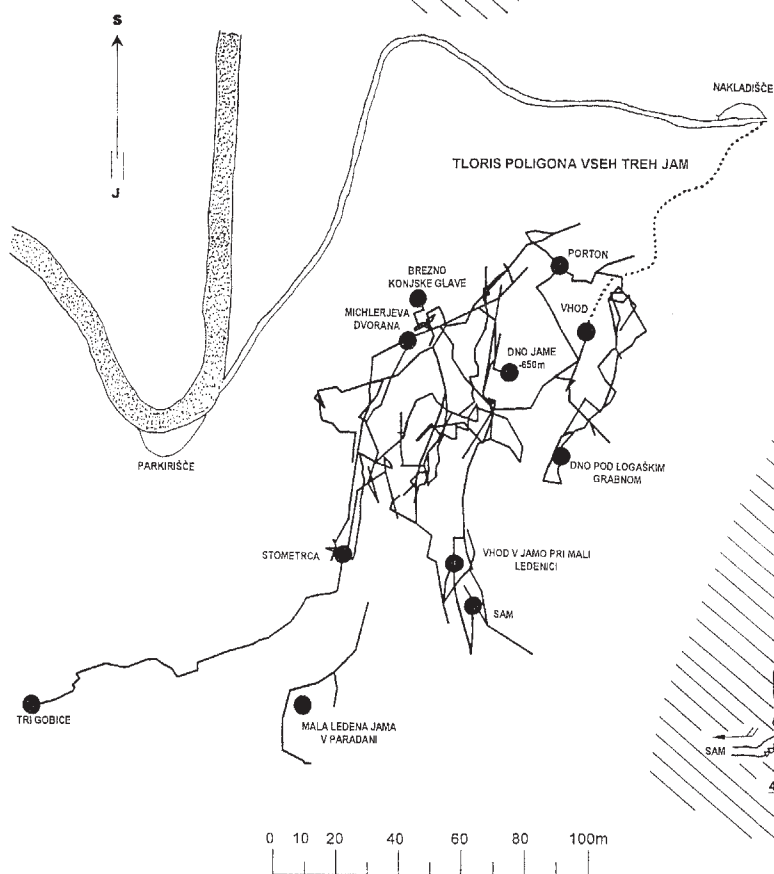 S
J
NAKLADIŠČE
TLORIS POLIGONA VSEH TREH JAM
PORTON
BREZNO
KONJSKE GLAVE
VHOD
MICHLERJEVA
DVORANA
DNO JAME
-650m
PARKIRIŠČE
DNO POD LOGAŠKIM
GRABNOM
STOMETRCA
VHOD V JAMO PRI MALI
LEDENICI
SAM
TRI GOBICE
MALA LEDENA JAMA
V PARADANI
SAM
4
0 10 20 40 60 80 100m